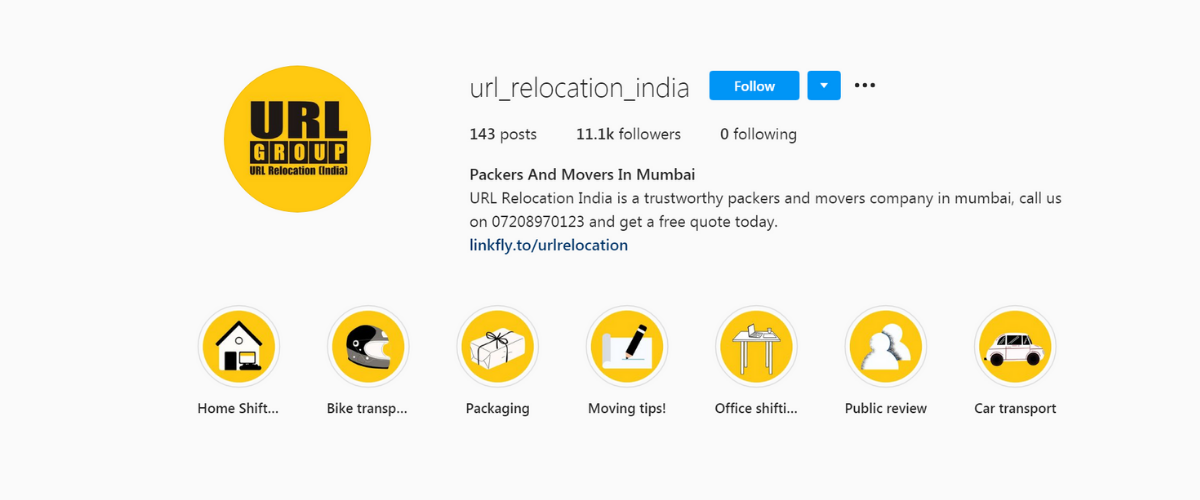 URL
GROUP
URL Relocation (India)
url_relocation_india
Follow
143 posts
11.1k followers
0 following
Packers And Movers In Mumbai
URL Relocation India is a trustworthy packers and movers company in mumbai, call us
on 07208970123 and get a free quote today.
linkfly.to/urlrelocation
Home Shift...
Bike transp...
Packaging
Moving tips!
Office shifti...
Public review
Car transport